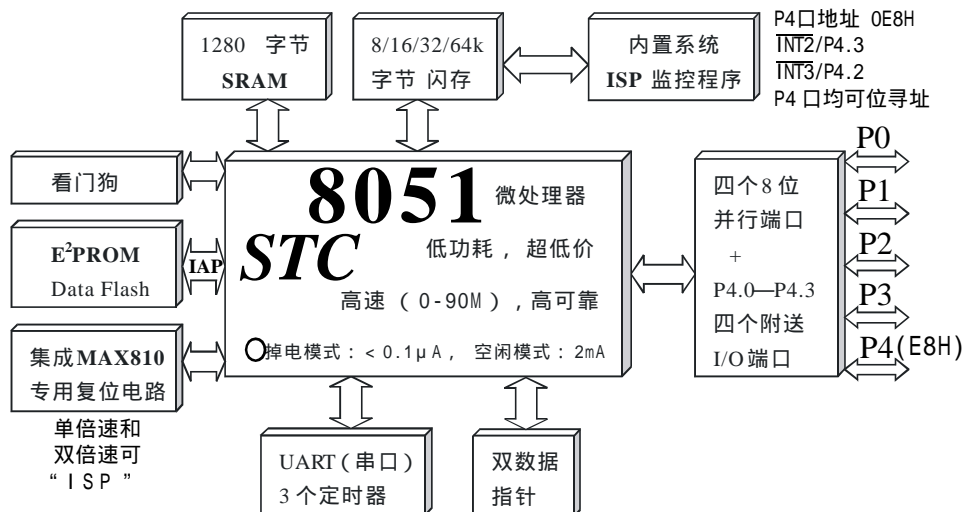 1280 字节
SRAM
8/16/32/64k
字节 闪存
内置系统
ISP 监控程序
P4口地址 0E8H
INT2/P4.3
INT3/P4.2
P4 口均可位寻址
看门狗
E²PROM
Data Flash
IAP
集成MAX810
专用复位电路
单倍速和
双倍速可
“ISP”
8051 微处理器
STC 低功耗，超低价
高速（0-90M），高可靠
掉电模式：< 0.1μA， 空闲模式：2mA
四个8位
并行端口
+
P4.0—P4.3
四个附送
I/O端口
P0
P1
P2
P3
P4(E8H)
UART（串口）
3个定时器
双数据
指针